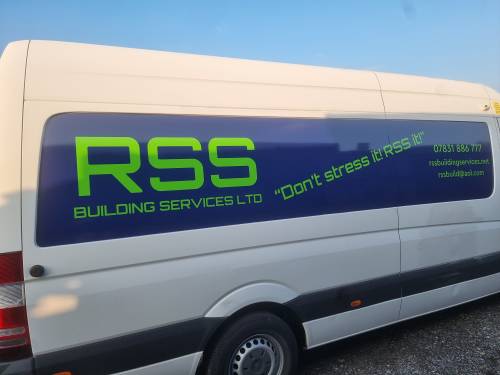 RSS
BUILDING SERVICES LTD
"Don't stress it! RSS it!"
07831 886 777
rssbuildingservices.net
rssbuild@aol.com